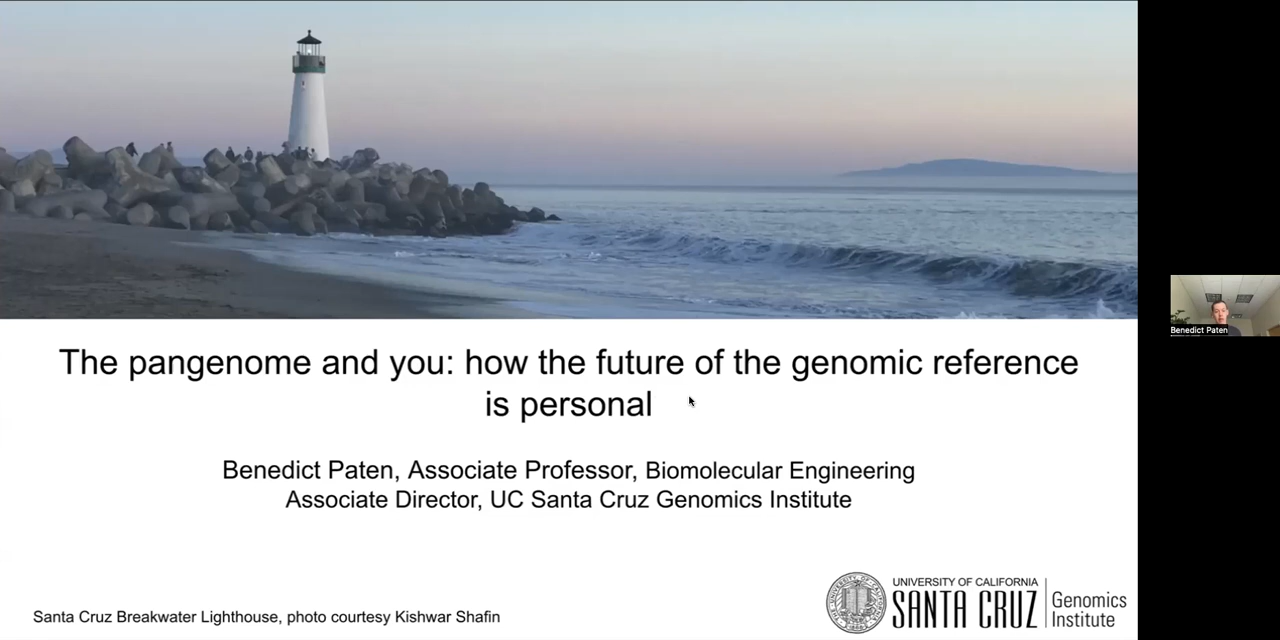 The pangenome and you: how the future of the genomic reference
is personal
Benedict Paten, Associate Professor, Biomolecular Engineering
Associate Director, UC Santa Cruz Genomics Institute
Santa Cruz Breakwater Lighthouse, photo courtesy Kishwar Shafin
UNIVERSITY OF CALIFORNIA
SANTA CRUZ
Genomics
Institute
Benedict Paten